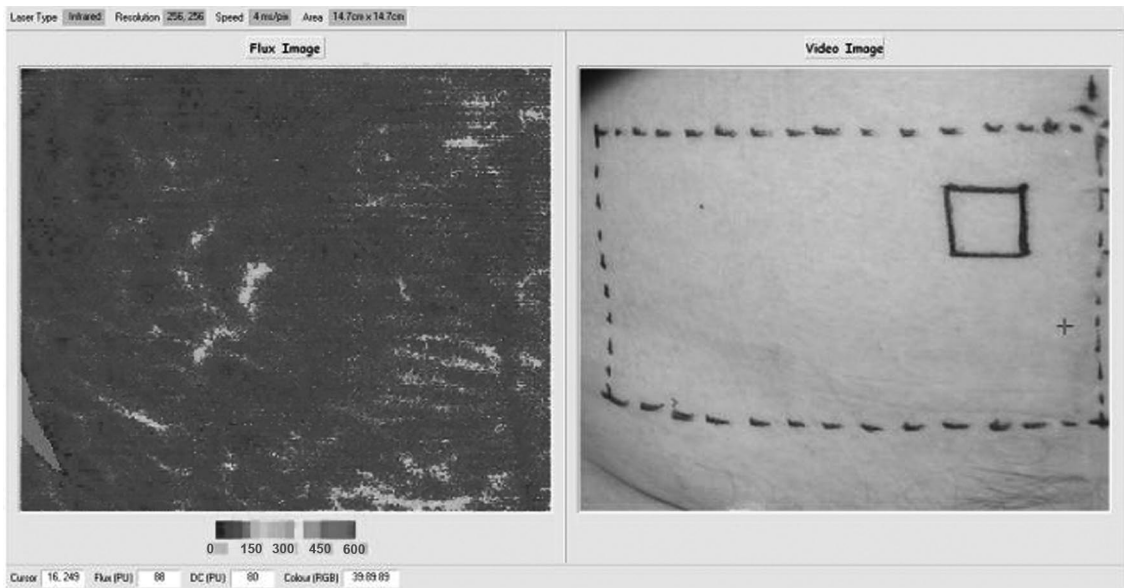 Laser Type Infrared Resolution 256, 256 Speed 4 ms/pix Area 14.7cm x 14.7cm
Flux Image Video Image
0 150 300 450 600
Cursor 16, 249 Flux (PU) 88 DC (PU) 80 Colour (RGB) 39:89:89